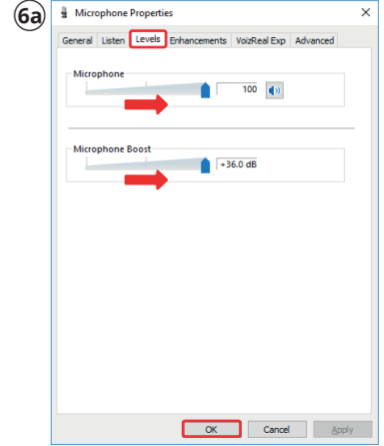 6a
Microphone Properties
General Listen Levels Enhancements VoizReal Exp Advanced
Microphone
100
Microphone Boost
+36.0 dB
OK Cancel Apply